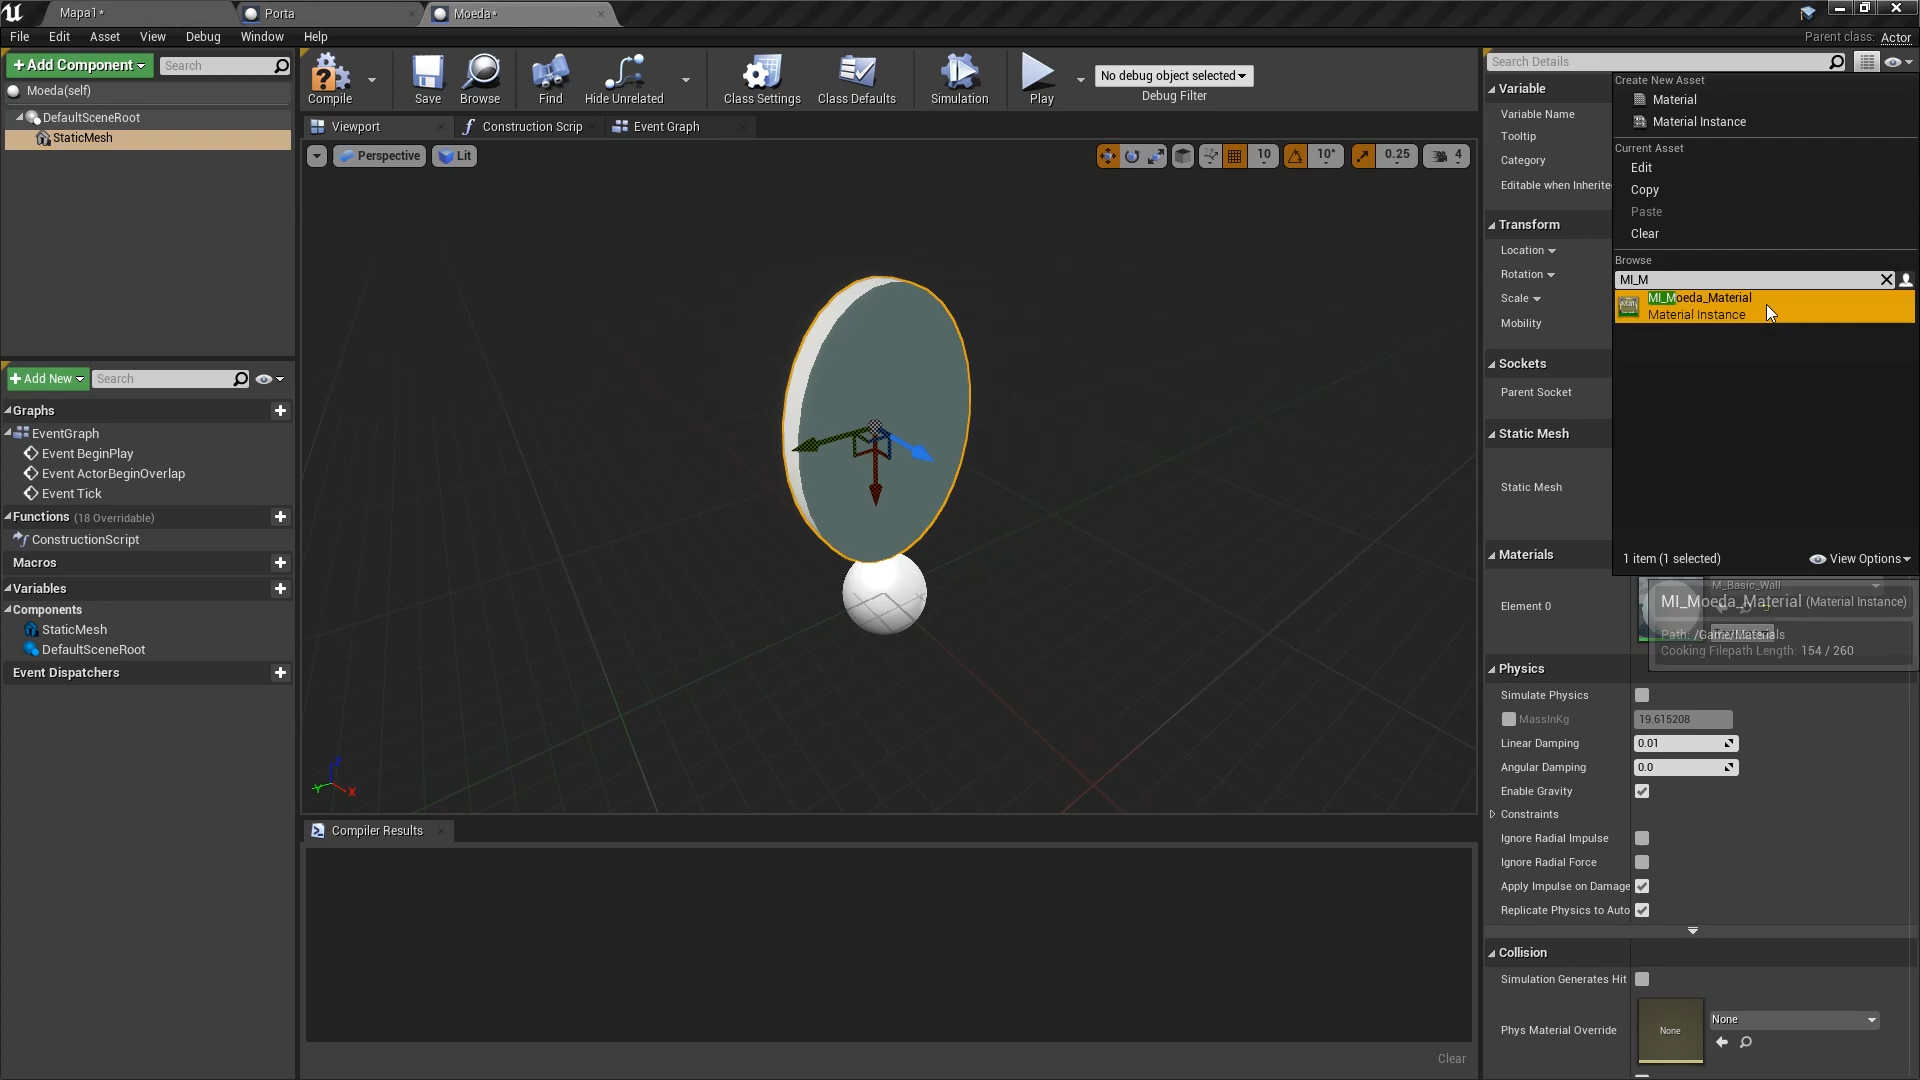 Mapa1*
Porta
Moeda*
File Edit Asset View Debug Window Help
Parent class: Actor
Add Component
Search
Moeda(self)
DefaultSceneRoot
StaticMesh
Compile
Save
Browse
Find
Hide Unrelated
Class Settings
Class Defaults
Simulation
Play
No debug object selected
Debug Filter
Viewport
Construction Scrip
Event Graph
Perspective
Lit
10
10°
0.25
4
Add New
Search
Graphs
EventGraph
Event BeginPlay
Event ActorBeginOverlap
Event Tick
Functions (18 Overridable)
ConstructionScript
Macros
Variables
Components
StaticMesh
DefaultSceneRoot
Event Dispatchers
Z
Y
X
Compiler Results
Clear
Search Details
Variable
Variable Name
Tooltip
Category
Editable when Inherite
Transform
Location
Rotation
Scale
Mobility
Sockets
Parent Socket
Static Mesh
Static Mesh
Materials
Element 0
Create New Asset
Material
Material Instance
Current Asset
Edit
Copy
Paste
Clear
Browse
MI_M
MI_Moeda_Material
Material Instance
1 item (1 selected)
View Options
M_Basic_Wall
MI_Moeda_Material (Material Instance)
Path: /Game/Materials
Cooking Filepath Length: 154 / 260
Physics
Simulate Physics
MassInKg 19.615208
Linear Damping 0.01
Angular Damping 0.0
Enable Gravity
Constraints
Ignore Radial Impulse
Ignore Radial Force
Apply Impulse on Damage
Replicate Physics to Auto
Collision
Simulation Generates Hit
Phys Material Override
None
None